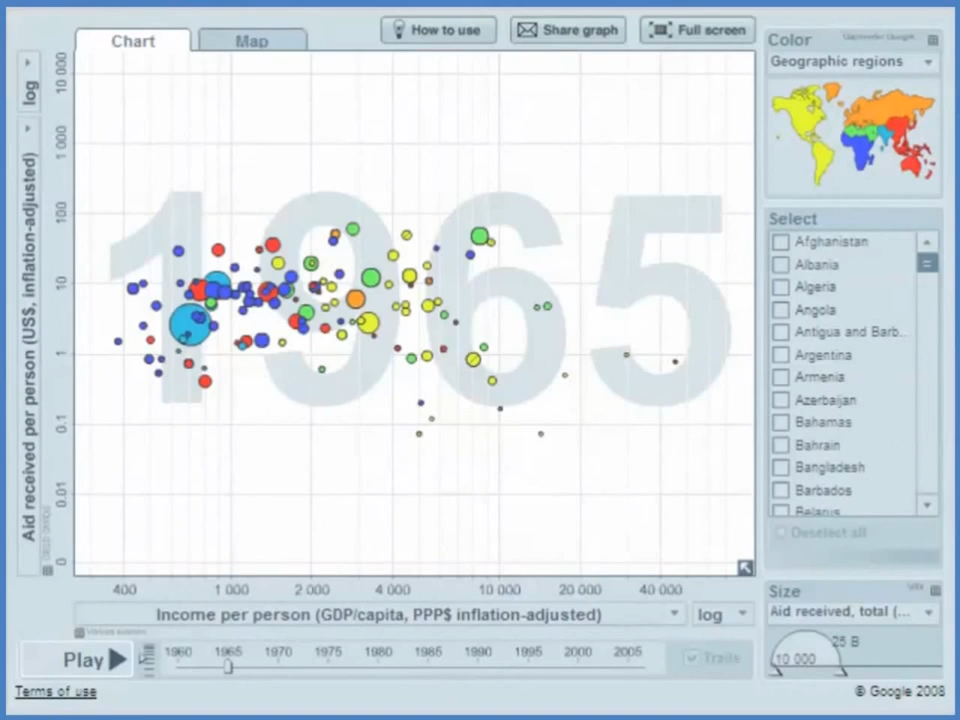 How to use
Share graph
Full screen
Chart
Map
Color
Geographic regions
log
Aid received per person (US$, inflation-adjusted)
10 000
1 000
100
10
1
0.1
0.01
0
1965
Select
Afghanistan
Albania
Algeria
Angola
Antigua and Barb..
Argentina
Armenia
Azerbaijan
Bahamas
Bahrain
Bangladesh
Barbados
Belarus
Deselect all
400 1 000 2 000 4 000 10 000 20 000 40 000
Income per person (GDP/capita, PPP$ inflation-adjusted)
log
Size
Aid received, total (...
25 B
10 000
Play
1960 1965 1970 1975 1980 1985 1990 1995 2000 2005
Trails
Terms of use
© Google 2008